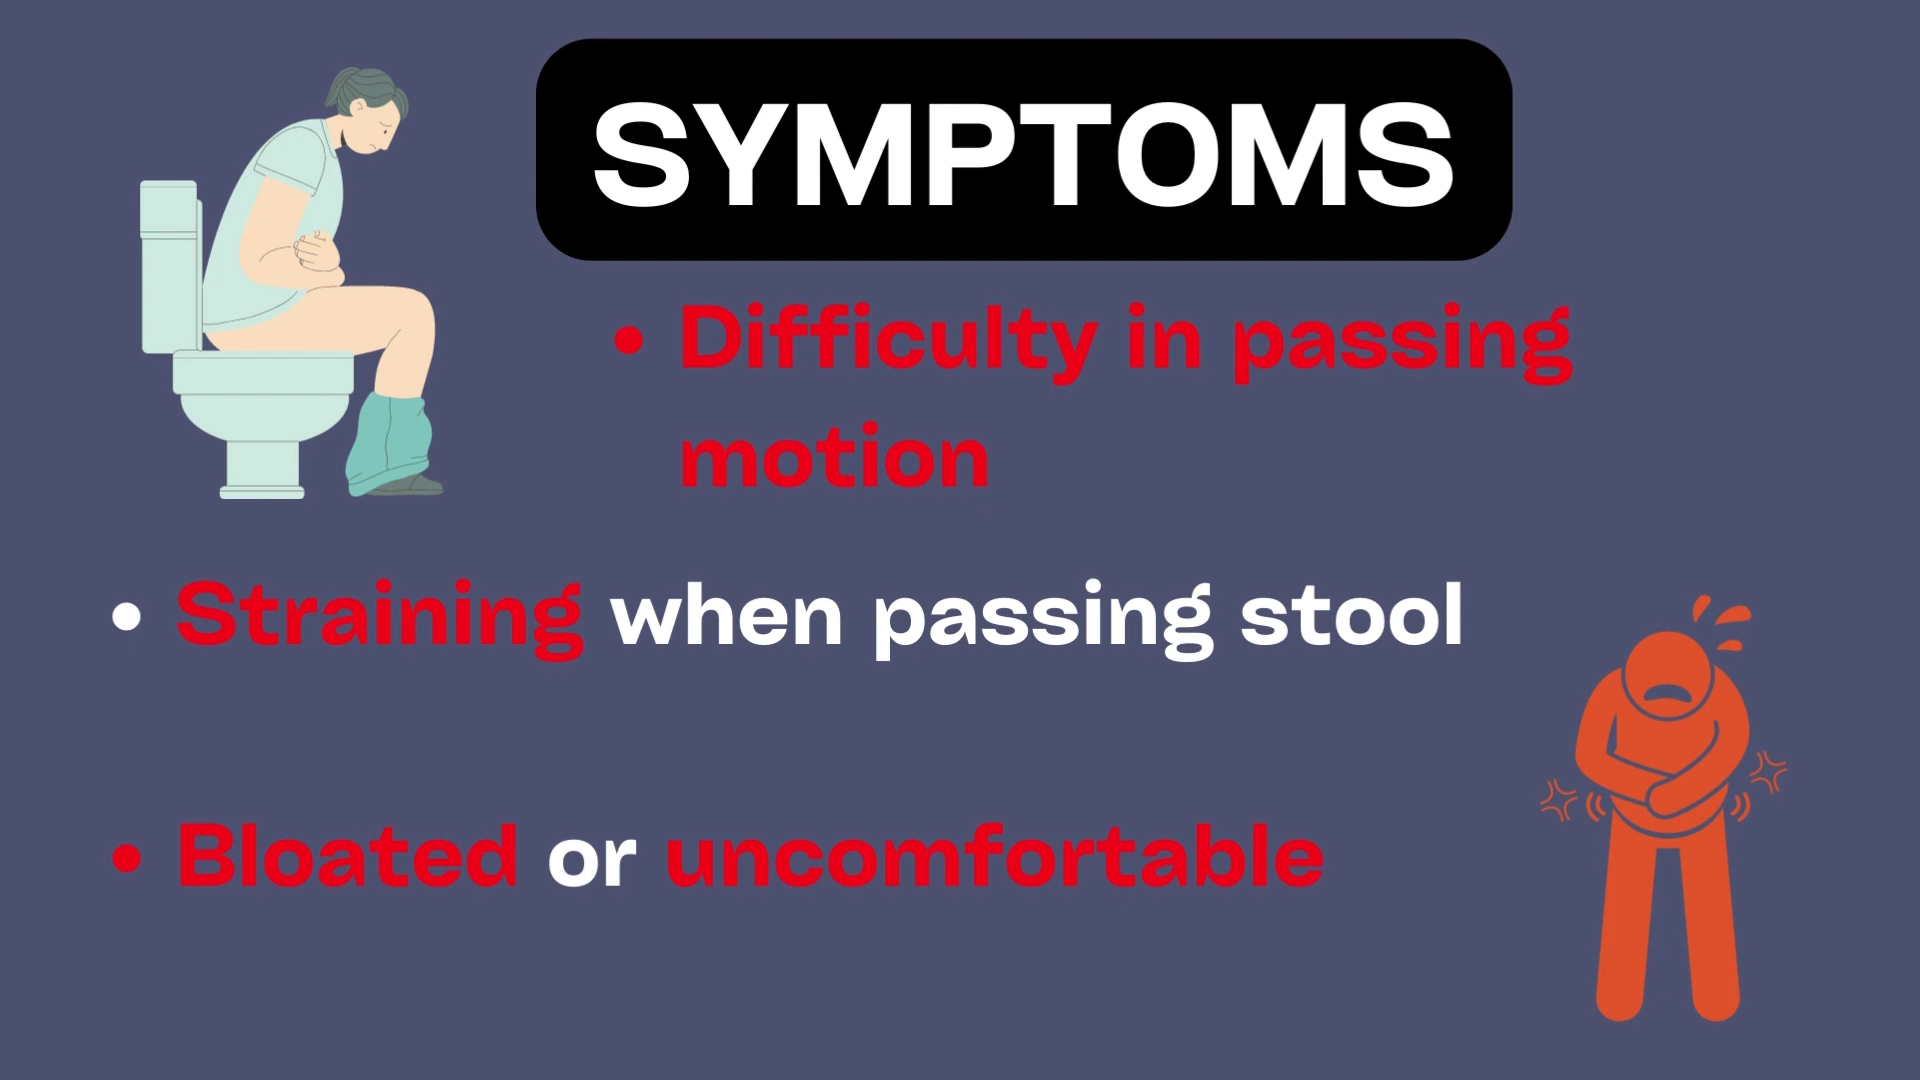 SYMPTOMS
• Difficulty in passing
motion
• Straining when passing stool
• Bloated or uncomfortable